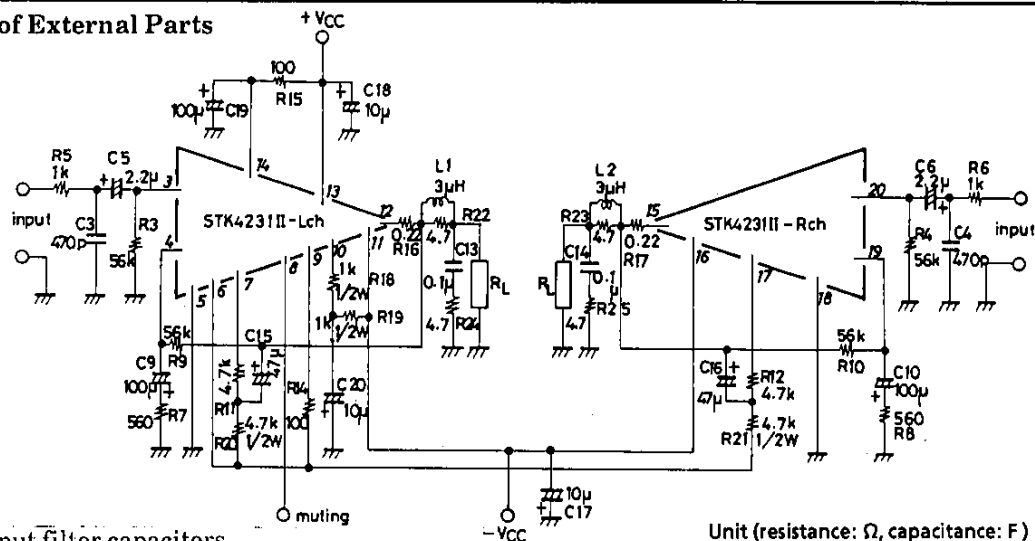 of External Parts
+ VCC
100
R15
100μ
C19
C18
10μ
R5
1k
C5
2.2μ
3
14
13
input
C3
470p
R3
56k
4
STK4231II-Lch
12
L1
3μH
0.22
R16
4.7
R22
C13
0.1μ
R24
4.7
RL
5
6
7
8
9
10
11
1k
1/2W
R18
1k
1/2W
R19
56k
R9
C9
100μ
R7
560
4.7k
R11
C15
47μ
R20
4.7k
1/2W
R14
100
C20
10μ
muting
-VCC
10μ
C17
L2
3μH
R23
4.7
0.22
R17
15
C14
0.1
μ
R25
4.7
RL
STK4231II-Rch
16
17
18
19
20
C6
2.2μ
R6
1k
R4
56k
C4
470p
input
56k
R10
C16
47μ
R12
4.7k
R21
4.7k
1/2W
C10
100μ
560
R8
put filter capacitors
Unit (resistance: Ω, capacitance: F)